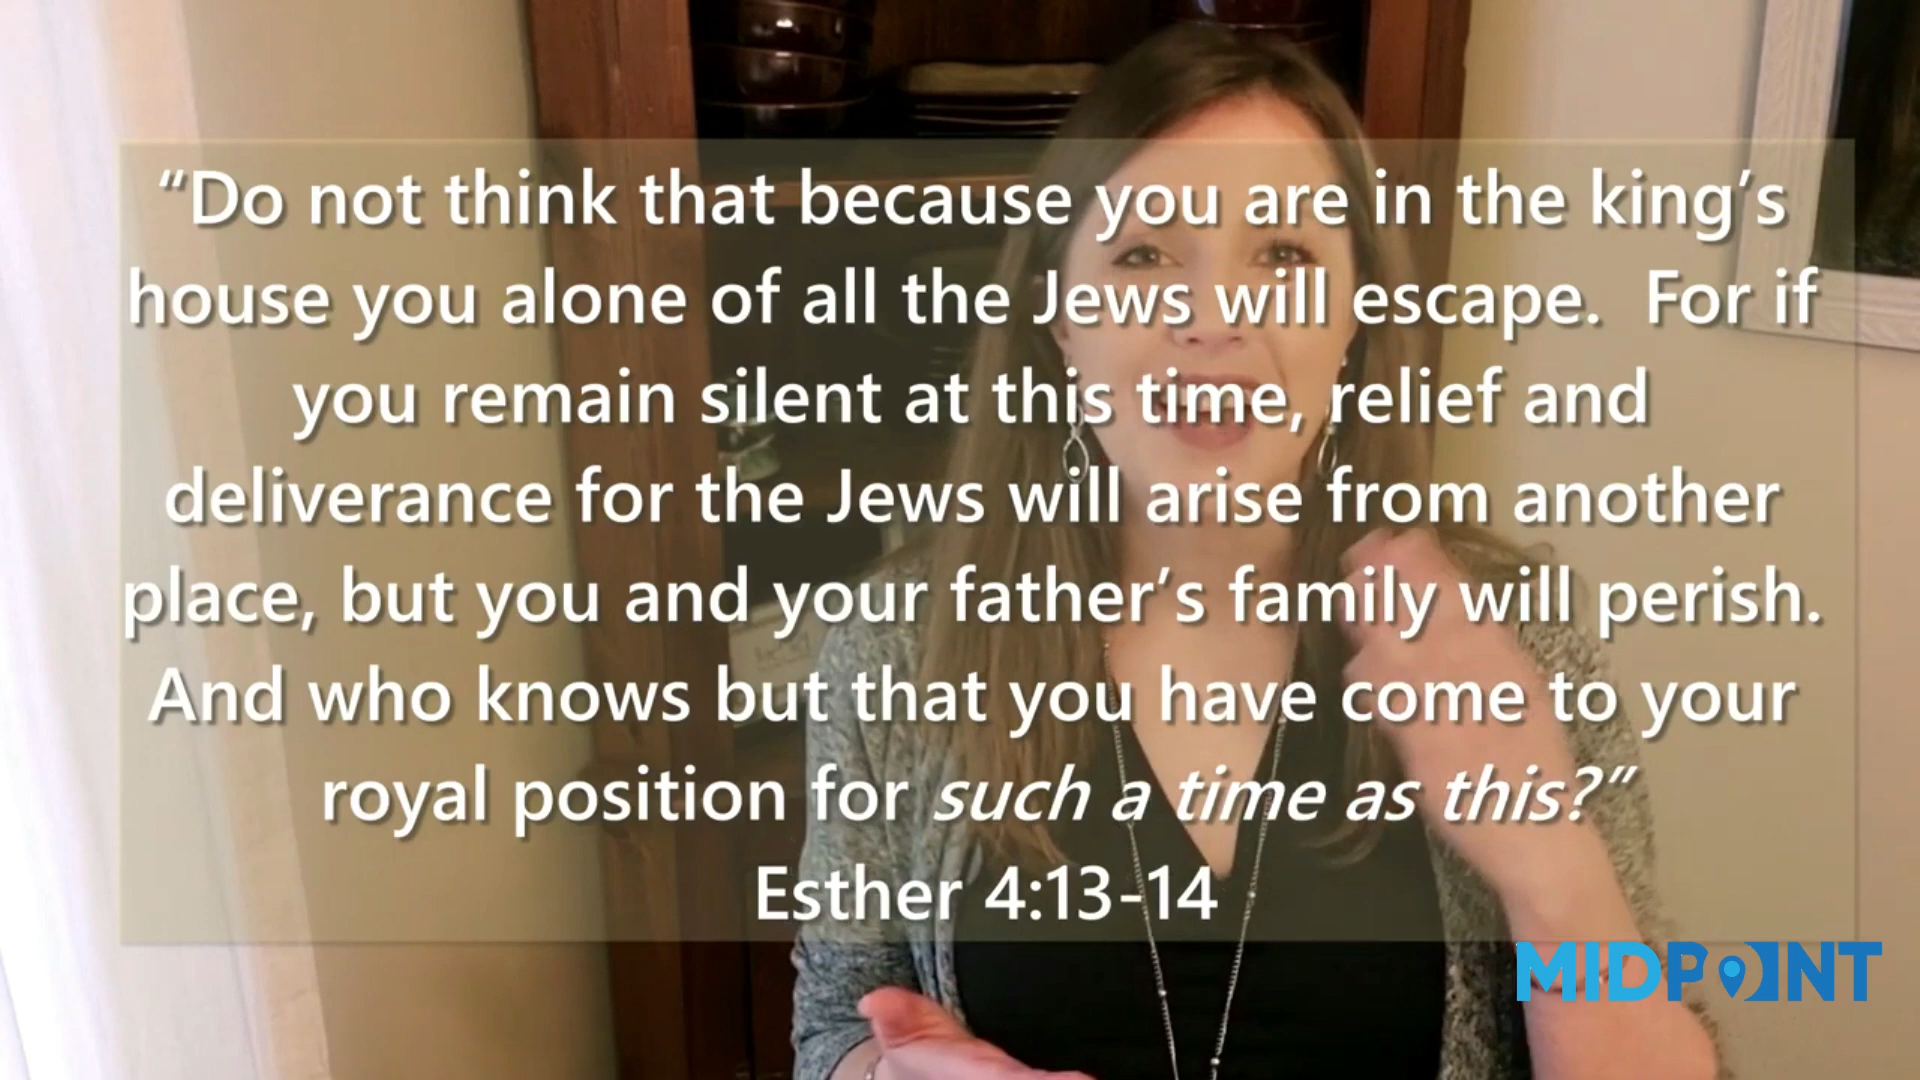 “Do not think that because you are in the king’s
house you alone of all the Jews will escape.  For if
you remain silent at this time, relief and
deliverance for the Jews will arise from another
place, but you and your father’s family will perish.
And who knows but that you have come to your
royal position for such a time as this?”
Esther 4:13-14
MIDPOINT